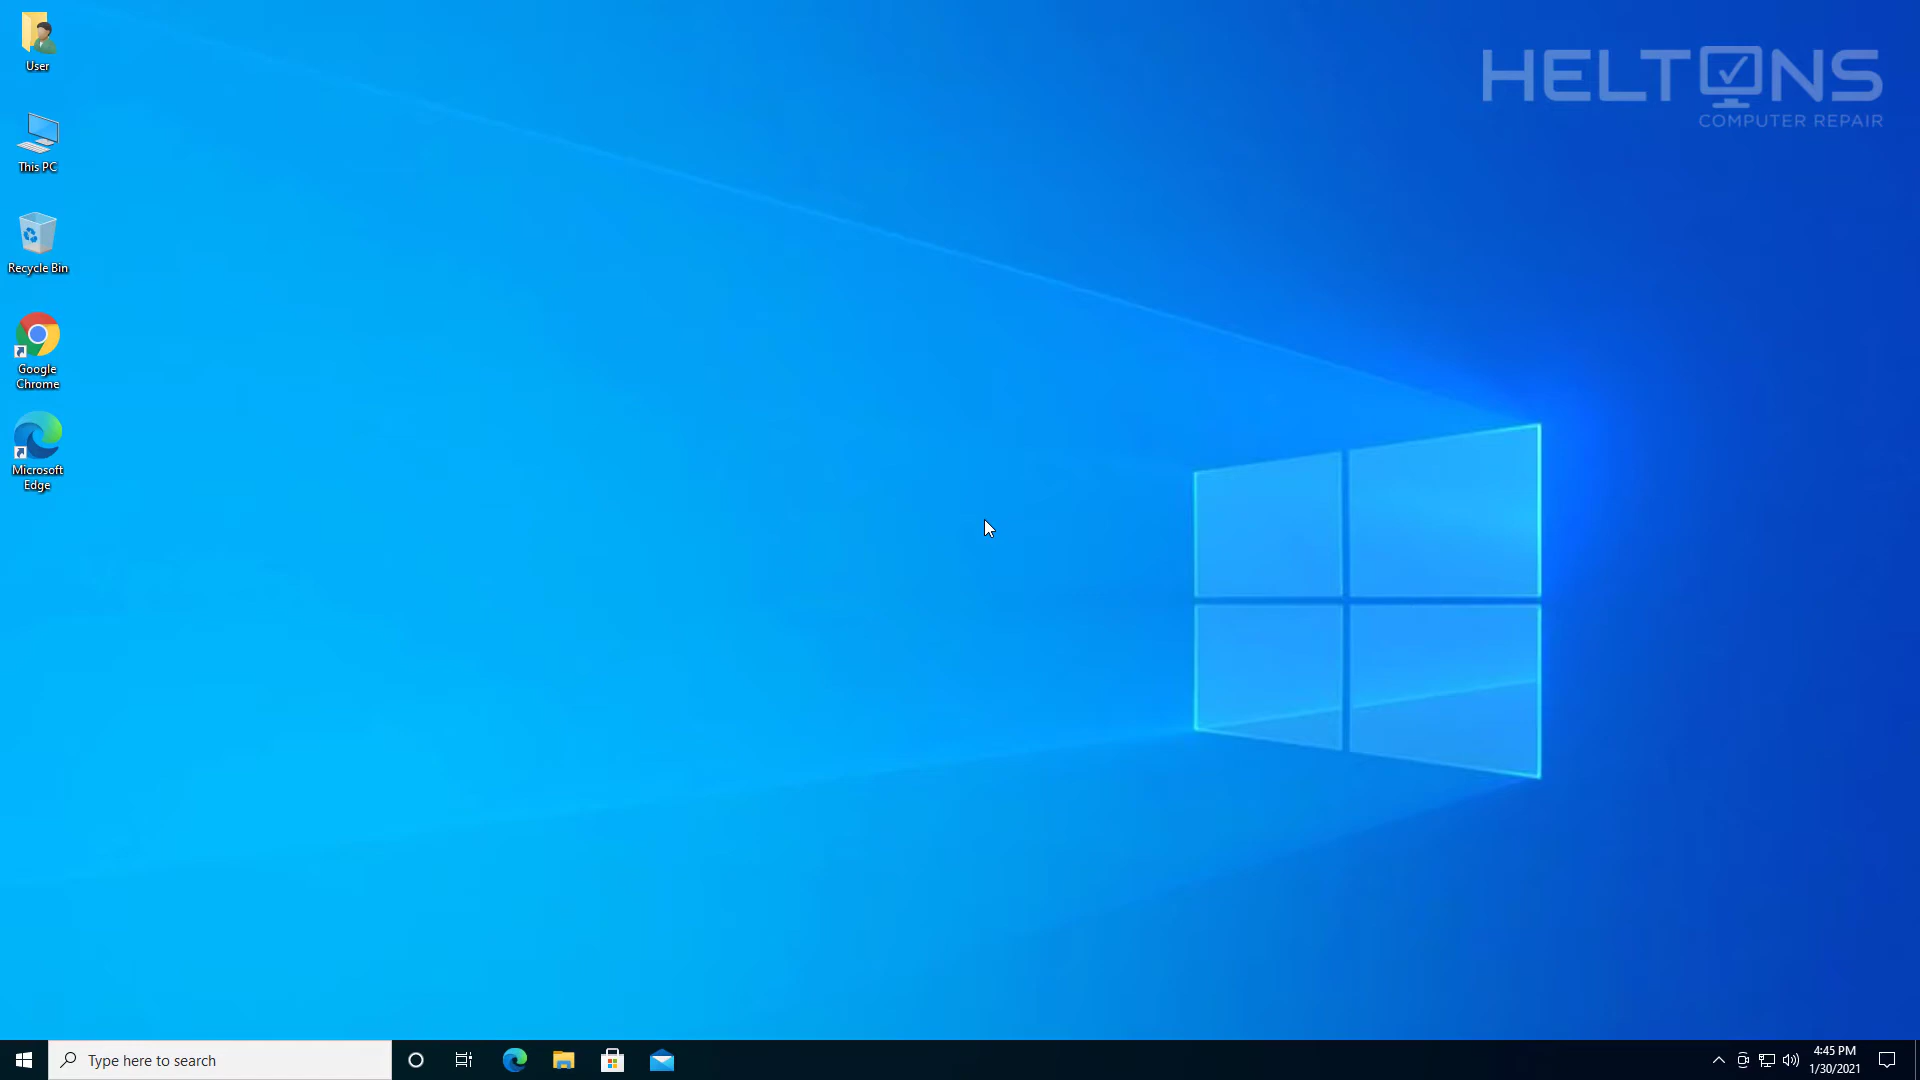 User
This PC
Recycle Bin
Google
Chrome
Microsoft
Edge
HELTONS
COMPUTER REPAIR
Type here to search
4:45 PM
1/30/2021